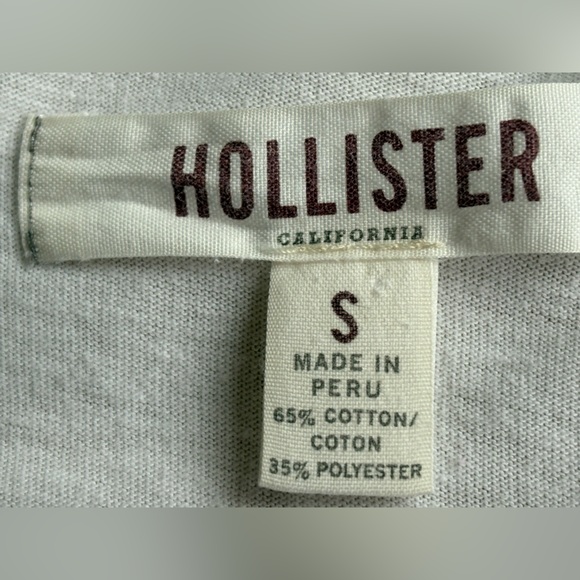 HOLLISTER
CALIFORNIA
S
MADE IN
PERU
65% COTTON/
COTON
35% POLYESTER